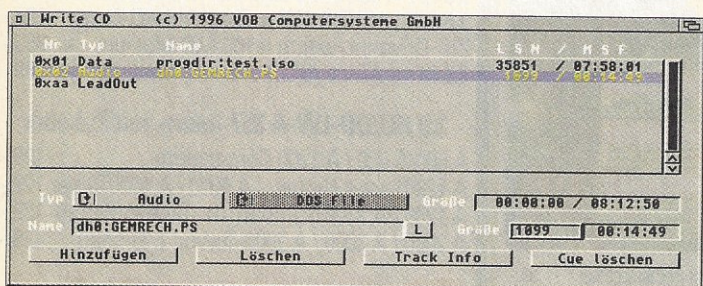 Write CD (c) 1996 VOB Computersysteme GmbH
Nr Typ Name L S N / M S F
0x01 Data progdir:test.iso 35851 / 07:58:01
0x02 Audio dh0:GEMRECH.PS 1099 / 00:14:49
0xaa LeadOut
Typ Audio DDS File Größe 00:00:00 / 08:12:50
Name dh0:GEMRECH.PS L Größe 1099 00:14:49
Hinzufügen Löschen Track Info Cue löschen